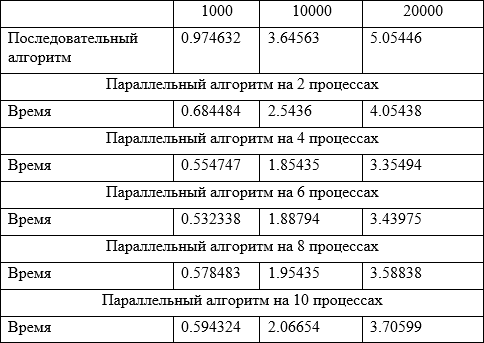 1000 10000 20000
Последовательный 0.974632 3.64563 5.05446
алгоритм
Параллельный алгоритм на 2 процессах
Время 0.684484 2.5436 4.05438
Параллельный алгоритм на 4 процессах
Время 0.554747 1.85435 3.35494
Параллельный алгоритм на 6 процессах
Время 0.532338 1.88794 3.43975
Параллельный алгоритм на 8 процессах
Время 0.578483 1.95435 3.58838
Параллельный алгоритм на 10 процессах
Время 0.594324 2.06654 3.70599